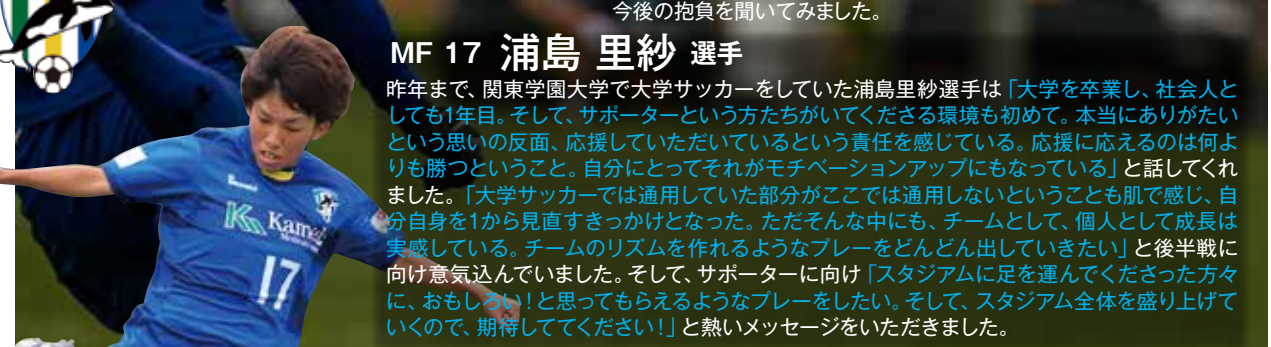 今後の抱負を聞いてみました。
MF 17 浦島 里紗 選手
昨年まで、関東学園大学で大学サッカーをしていた浦島里紗選手は「大学を卒業し、社会人と
しても1年目。そして、サポーターという方たちがいてくださる環境も初めて。本当にありがたい
という思いの反面、応援していただいているという責任を感じている。応援に応えるのは何よ
りも勝つということ。自分にとってそれがモチベーションアップにもなっている」と話してくれ
ました。「大学サッカーでは通用していた部分がここでは通用しないということも肌で感じ、自
分自身を1から見直すきっかけとなった。ただそんな中にも、チームとして、個人として成長は
実感している。チームのリズムを作れるようなプレーをどんどん出していきたい」と後半戦に
向け意気込んでいました。そして、サポーターに向け「スタジアムに足を運んでくださった方々
に、おもしろい!と思ってもらえるようなプレーをしたい。そして、スタジアム全体を盛り上げて
いくので、期待しててください!」と熱いメッセージをいただきました。
17